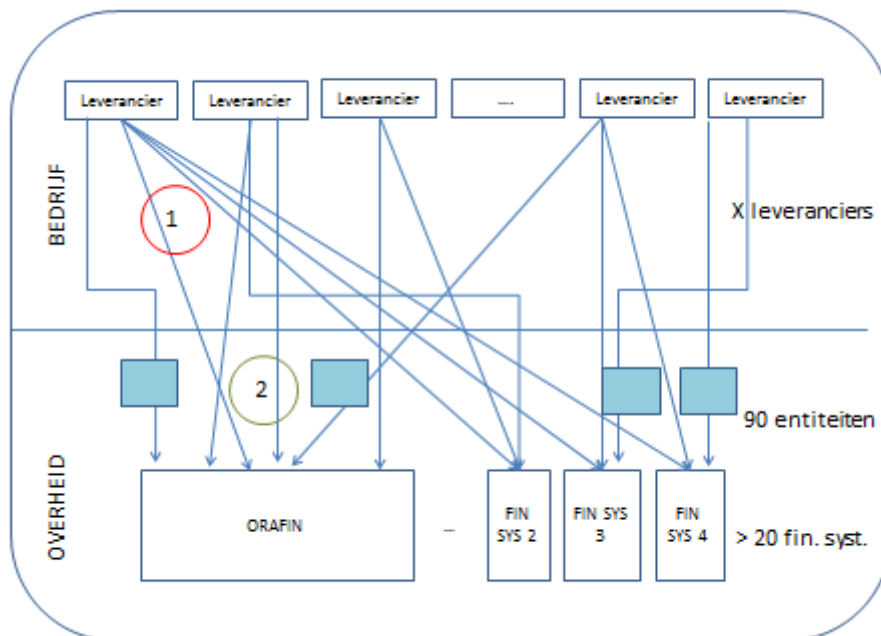 Leverancier
Leverancier
Leverancier
....
Leverancier
Leverancier
BEDRIJF
1
X leveranciers
2
90 entiteiten
OVERHEID
ORAFIN
...
FIN
SYS 2
FIN SYS
3
FIN
SYS 4
> 20 fin. syst.